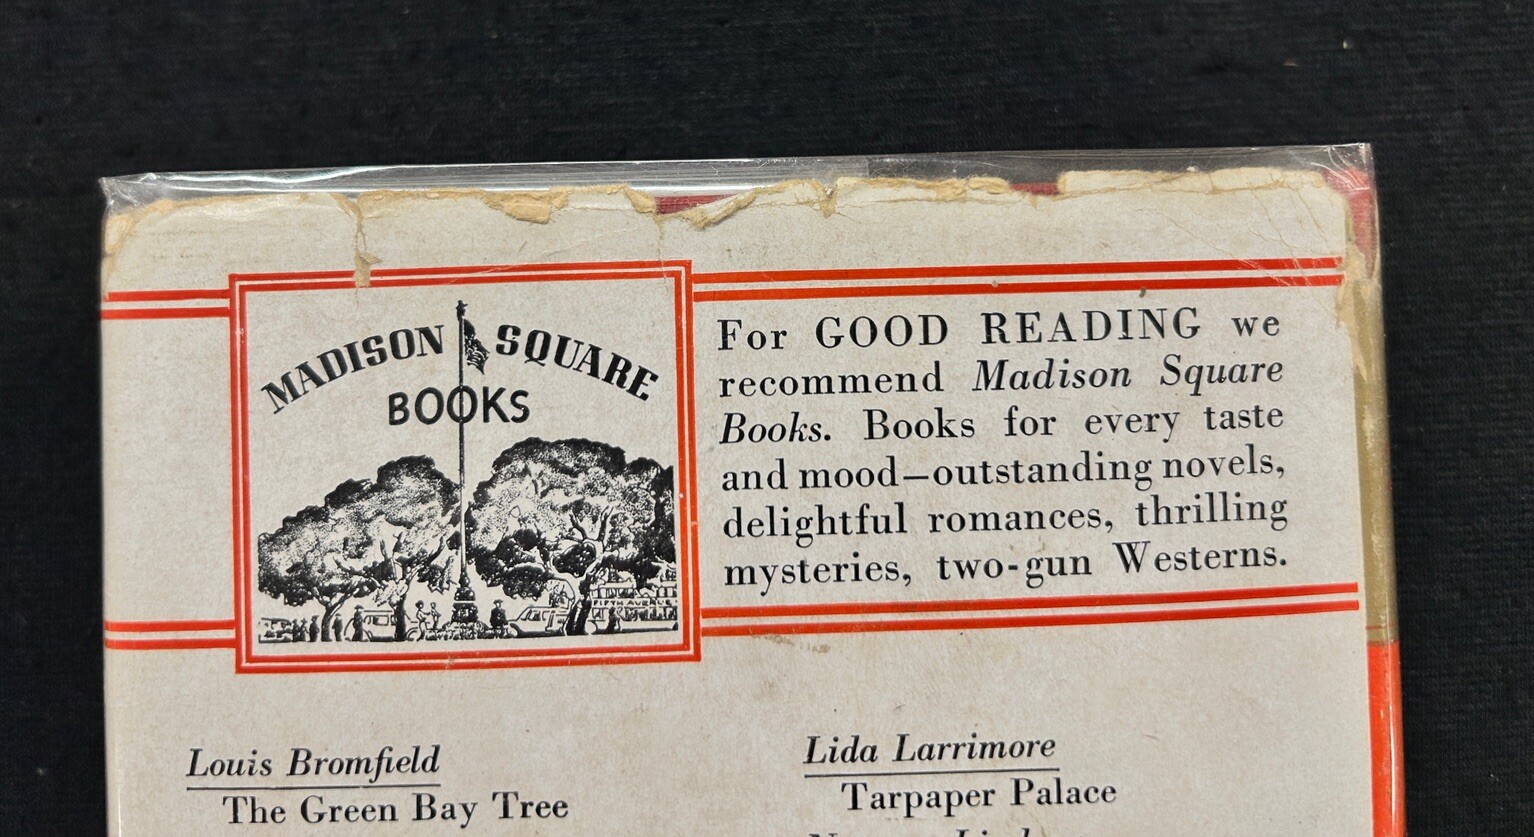 MADISON SQUARE
BOOKS
FIFTH AVENUE
For GOOD READING we
recommend Madison Square
Books. Books for every taste
and mood—outstanding novels,
delightful romances, thrilling
mysteries, two-gun Westerns.
Louis Bromfield
The Green Bay Tree
Lida Larrimore
Tarpaper Palace